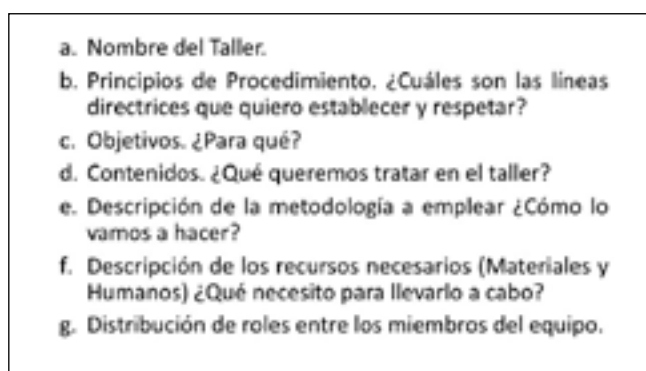 a. Nombre del Taller.
b. Principios de Procedimiento. ¿Cuáles son las líneas
directrices que quiero establecer y respetar?
c. Objetivos. ¿Para qué?
d. Contenidos. ¿Qué queremos tratar en el taller?
e. Descripción de la metodología a emplear ¿Cómo lo
vamos a hacer?
f. Descripción de los recursos necesarios (Materiales y
Humanos) ¿Qué necesito para llevarlo a cabo?
g. Distribución de roles entre los miembros del equipo.